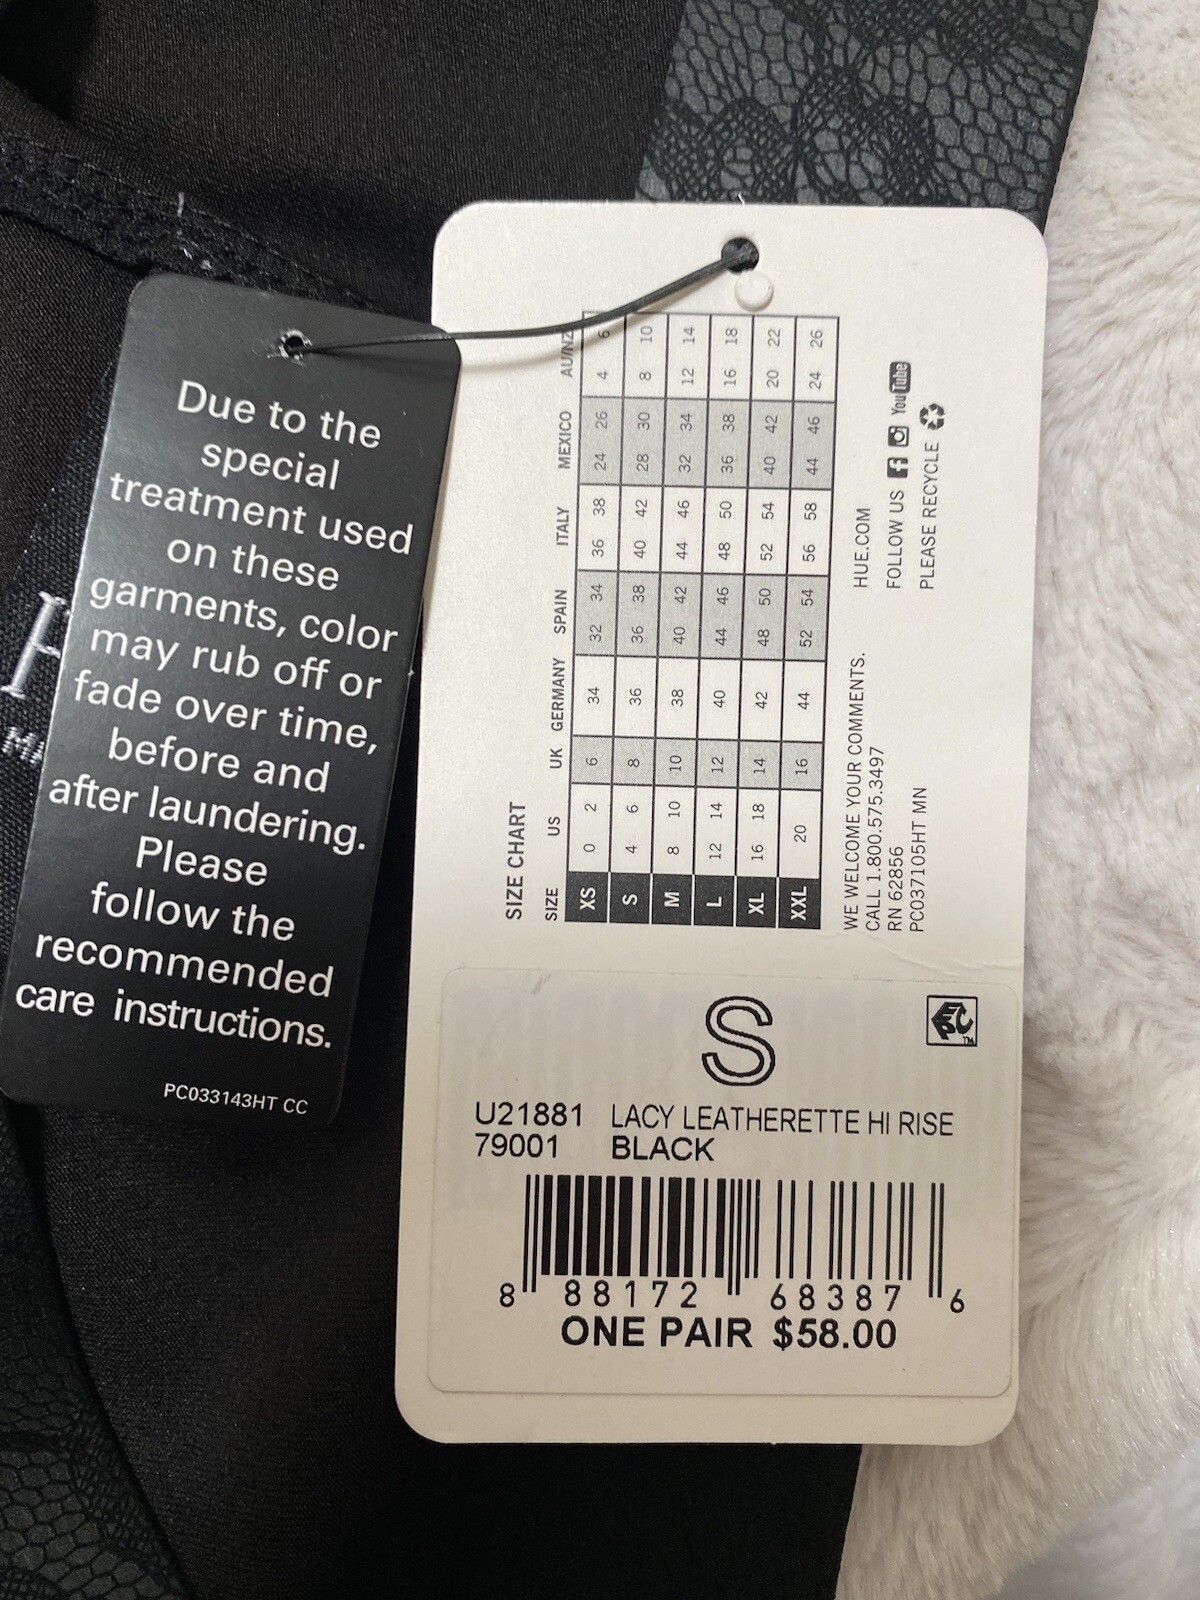 Due to the
special
treatment used
on these
garments, color
may rub off or
fade over time,
before and
after laundering.
Please
follow the
recommended
care instructions.
PC033143HT CC
SIZE CHART
SIZE US UK GERMANY SPAIN ITALY MEXICO AU/NZ
XS 0 2 6 34 32 34 36 38 24 26 4 6
S 4 6 8 36 36 38 40 42 28 30 8 10
M 8 10 10 38 40 42 44 46 32 34 12 14
L 12 14 12 40 44 46 48 50 36 38 16 18
XL 16 18 14 42 48 50 52 54 40 42 20 22
XXL 20 16 44 52 54 56 58 44 46 24 26
WE WELCOME YOUR COMMENTS.
CALL 1.800.575.3497
RN 62856
PC037105HT MN
HUE.COM
FOLLOW US YouTube
PLEASE RECYCLE
S
U21881 LACY LEATHERETTE HI RISE
79001 BLACK
8 88172 68387 6
ONE PAIR $58.00